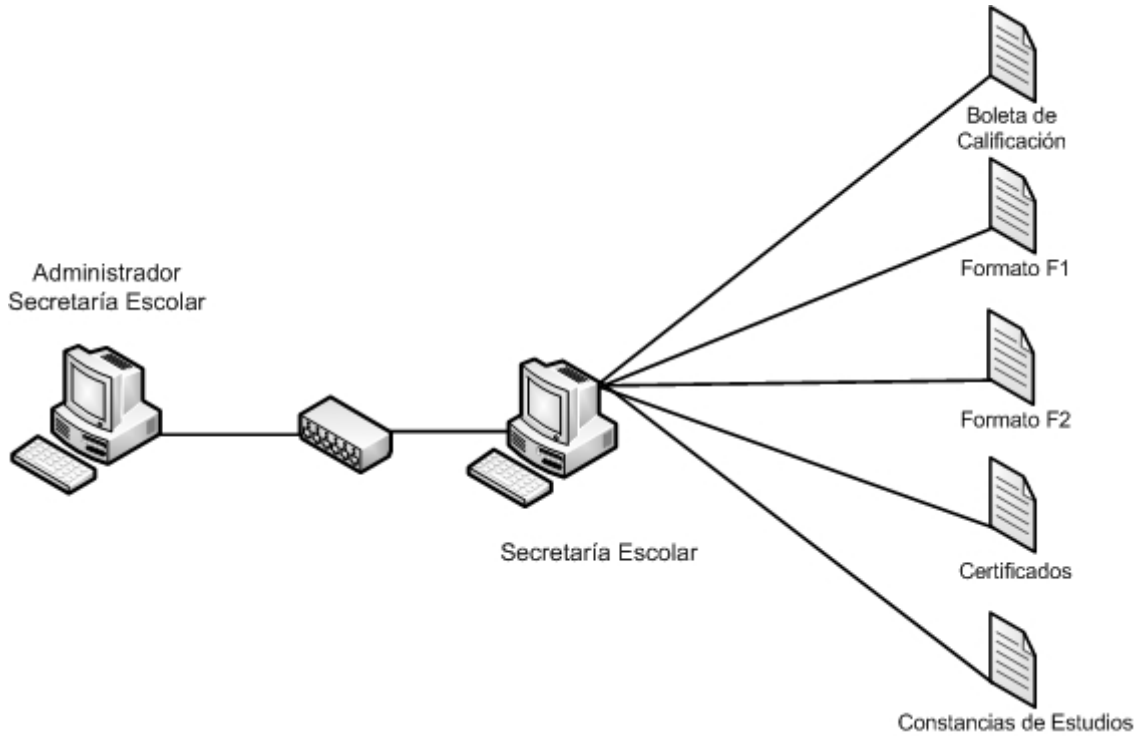 Boleta de
Calificación
Formato F1
Administrador
Secretaría Escolar
Formato F2
Secretaría Escolar
Certificados
Constancias de Estudios